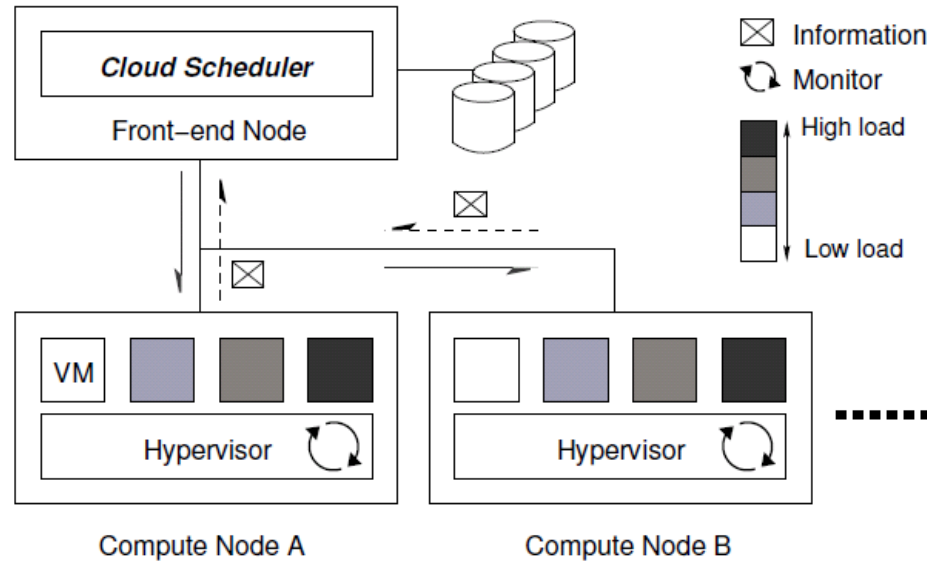 Cloud Scheduler
Front–end Node
Information
Monitor
High load
Low load
VM
Hypervisor
Hypervisor
Compute Node A
Compute Node B